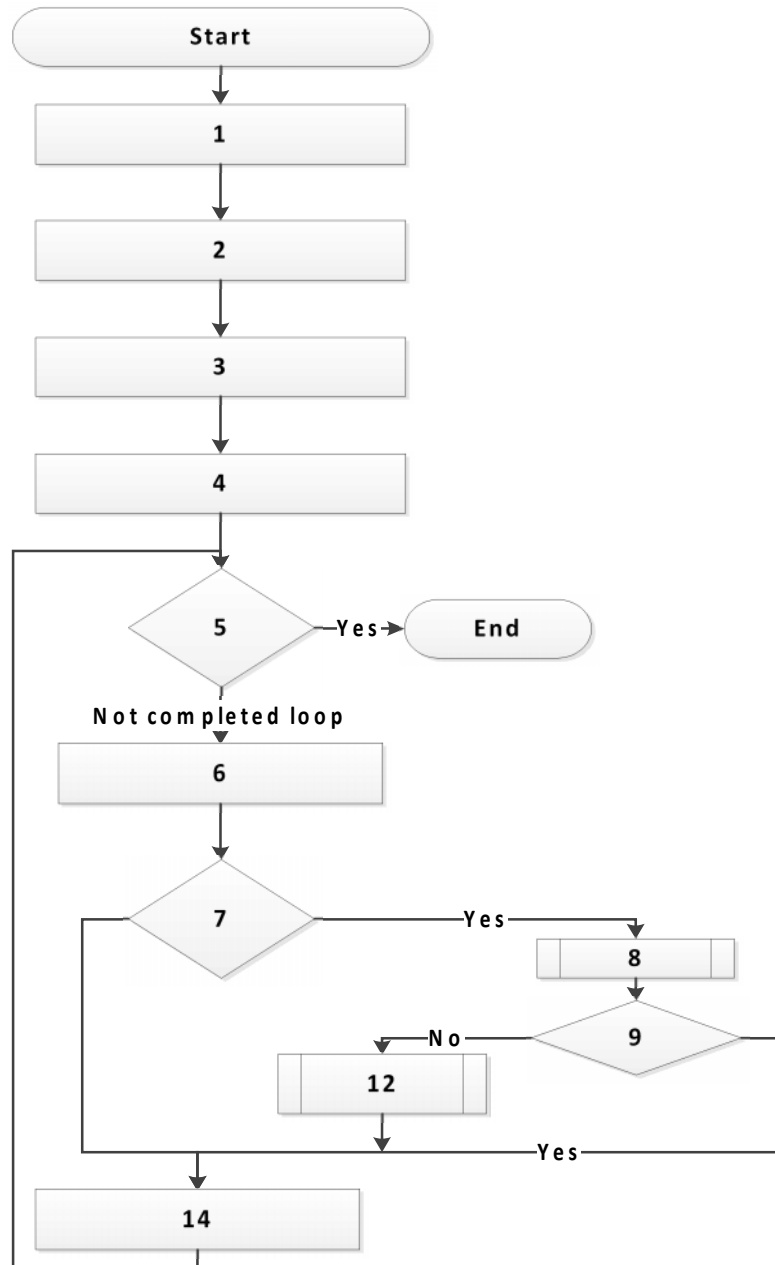 Start
1
2
3
4
5
Yes
End
Not completed loop
6
7
Yes
8
9
No
12
Yes
14